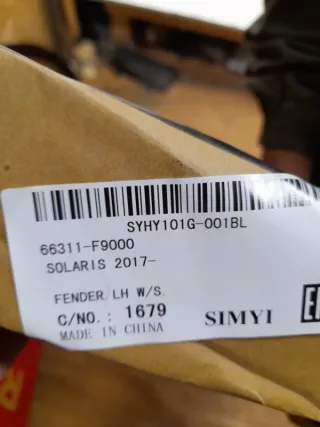 SYHY101G-001BL
66311-F9000
SOLARIS 2017-
FENDER LH W/S.
C/NO.: 1679
SIMYI
MADE IN CHINA